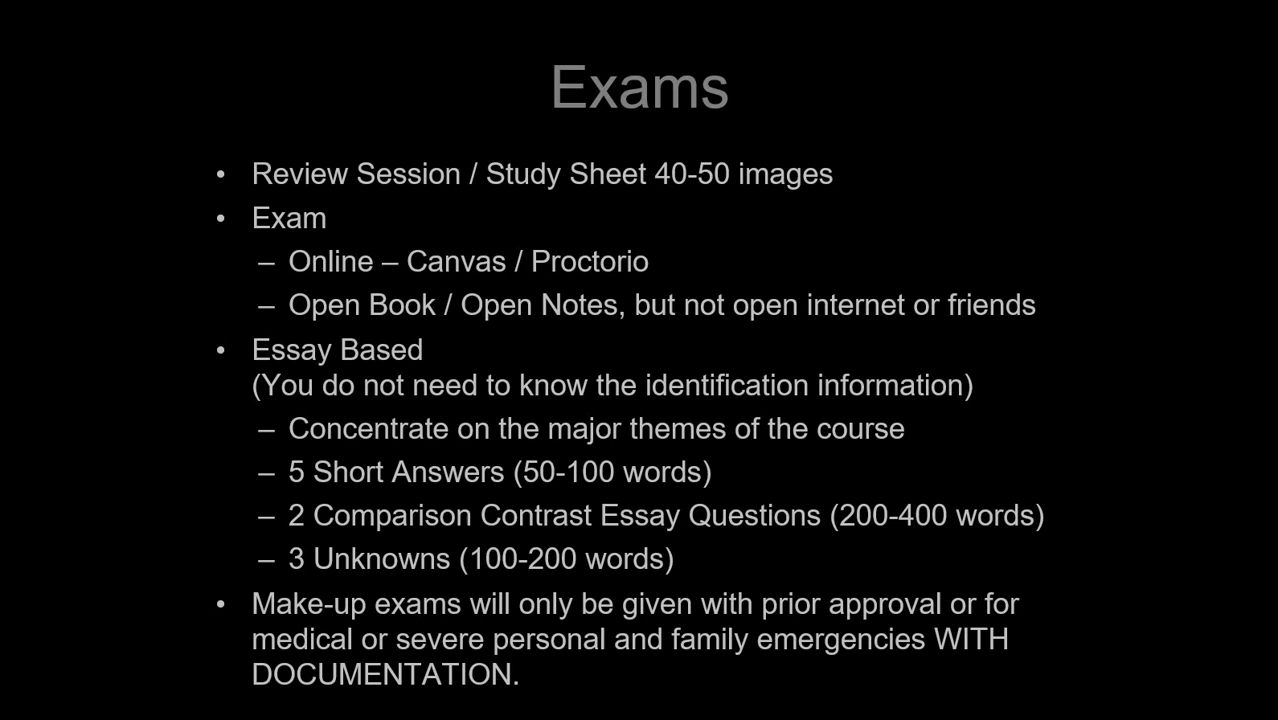 Exams
• Review Session / Study Sheet 40-50 images
• Exam
– Online – Canvas / Proctorio
– Open Book / Open Notes, but not open internet or friends
• Essay Based
(You do not need to know the identification information)
– Concentrate on the major themes of the course
– 5 Short Answers (50-100 words)
– 2 Comparison Contrast Essay Questions (200-400 words)
– 3 Unknowns (100-200 words)
• Make-up exams will only be given with prior approval or for
medical or severe personal and family emergencies WITH
DOCUMENTATION.